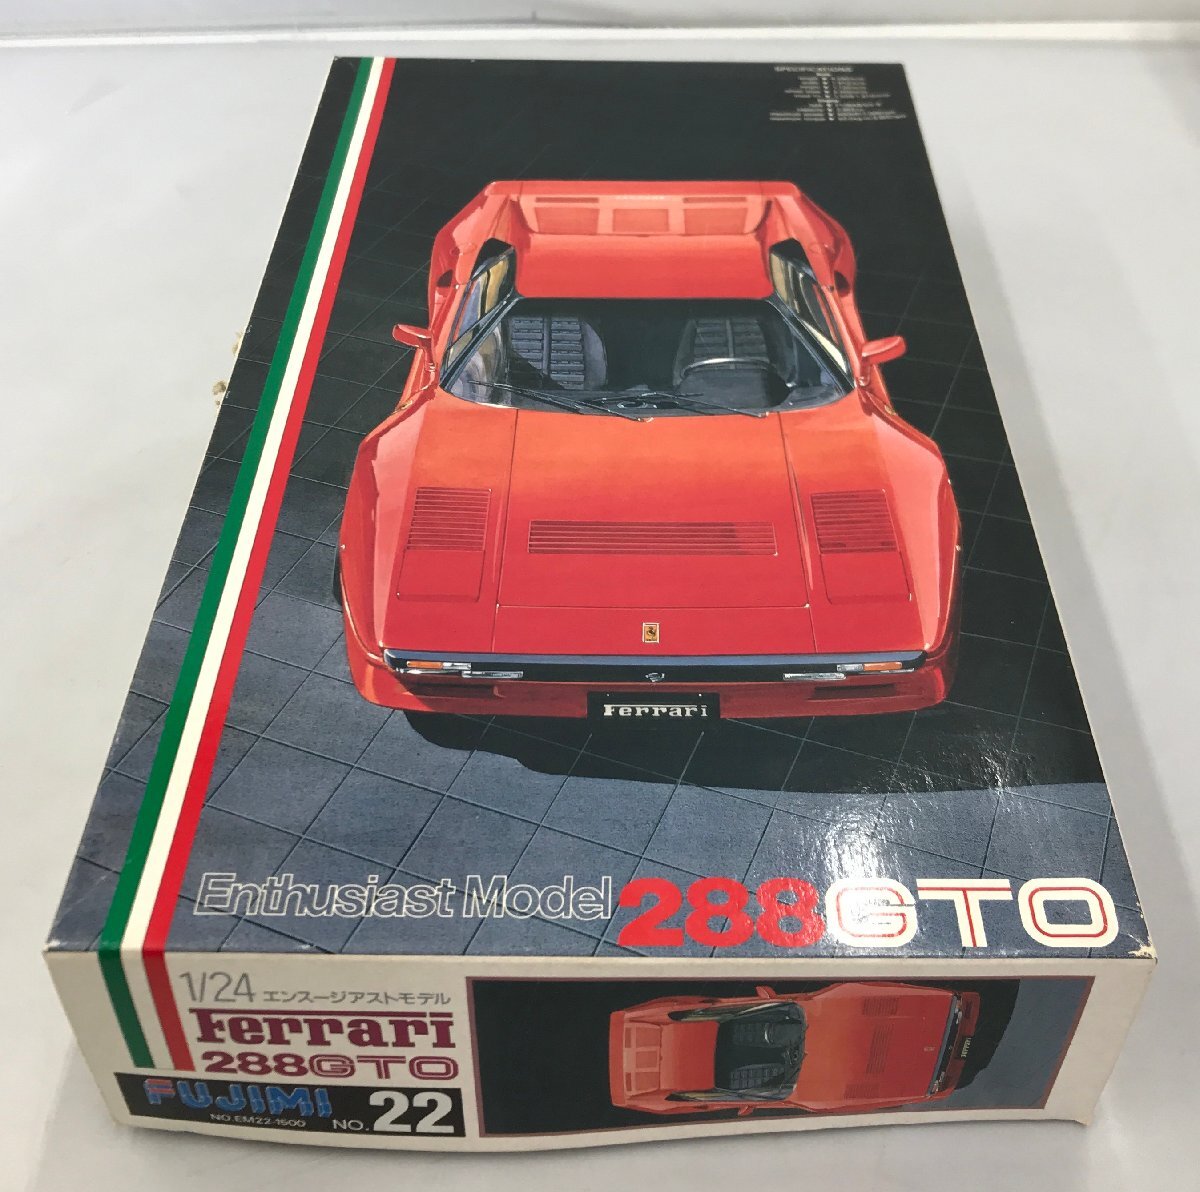 SPECIFICATIONS
Ferrari
Enthusiast Model 288GTO
1/24 エンスージアストモデル
Ferrari
288GTO
FUJIMI
NO.EM22-1500
NO.22